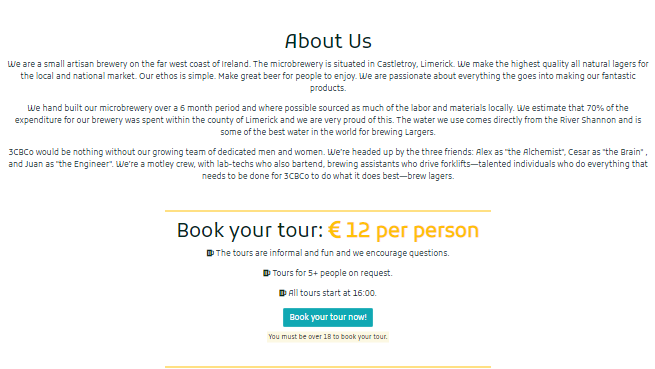 About Us
We are a small artisan brewery on the far west coast of Ireland. The microbrewery is situated in Castletroy, Limerick. We make the highest quality all natural lagers for
the local and national market. Our ethos is simple. Make great beer for people to enjoy. We are passionate about everything the goes into making our fantastic
products.
We hand built our microbrewery over a 6 month period and where possible sourced as much of the labor and materials locally. We estimate that 70% of the
expenditure for our brewery was spent within the county of Limerick and we are very proud of this. The water we use comes directly from the River Shannon and is
some of the best water in the world for brewing Largers.
3CBCo would be nothing without our growing team of dedicated men and women. We're headed up by the three friends: Alex as "the Alchemist", Cesar as "the Brain" ,
and Juan as "the Engineer". We're a motley crew, with lab-techs who also bartend, brewing assistants who drive forklifts—talented individuals who do everything that
needs to be done for 3CBCo to do what it does best—brew lagers.
Book your tour: € 12 per person
The tours are informal and fun and we encourage questions.
Tours for 5+ people on request.
All tours start at 16:00.
Book your tour now!
You must be over 18 to book your tour.